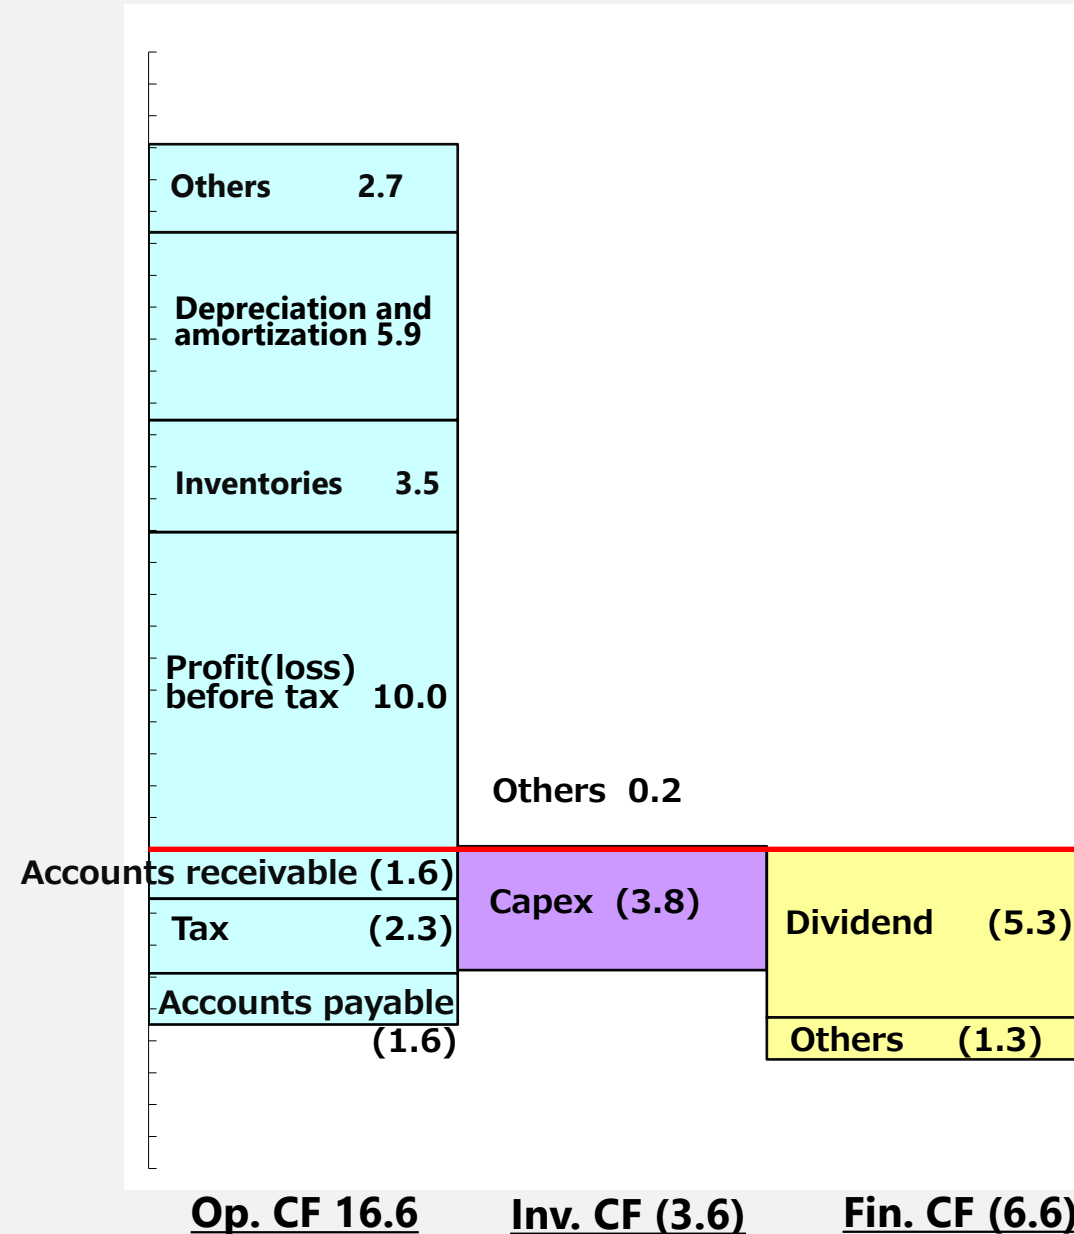 Others 2.7
Depreciation and
amortization 5.9
Inventories 3.5
Profit(loss)
before tax 10.0
Others 0.2
Accounts receivable (1.6)
Capex (3.8)
Dividend (5.3)
Tax (2.3)
Accounts payable
(1.6)
Others (1.3)
Op. CF 16.6
Inv. CF (3.6)
Fin. CF (6.6)